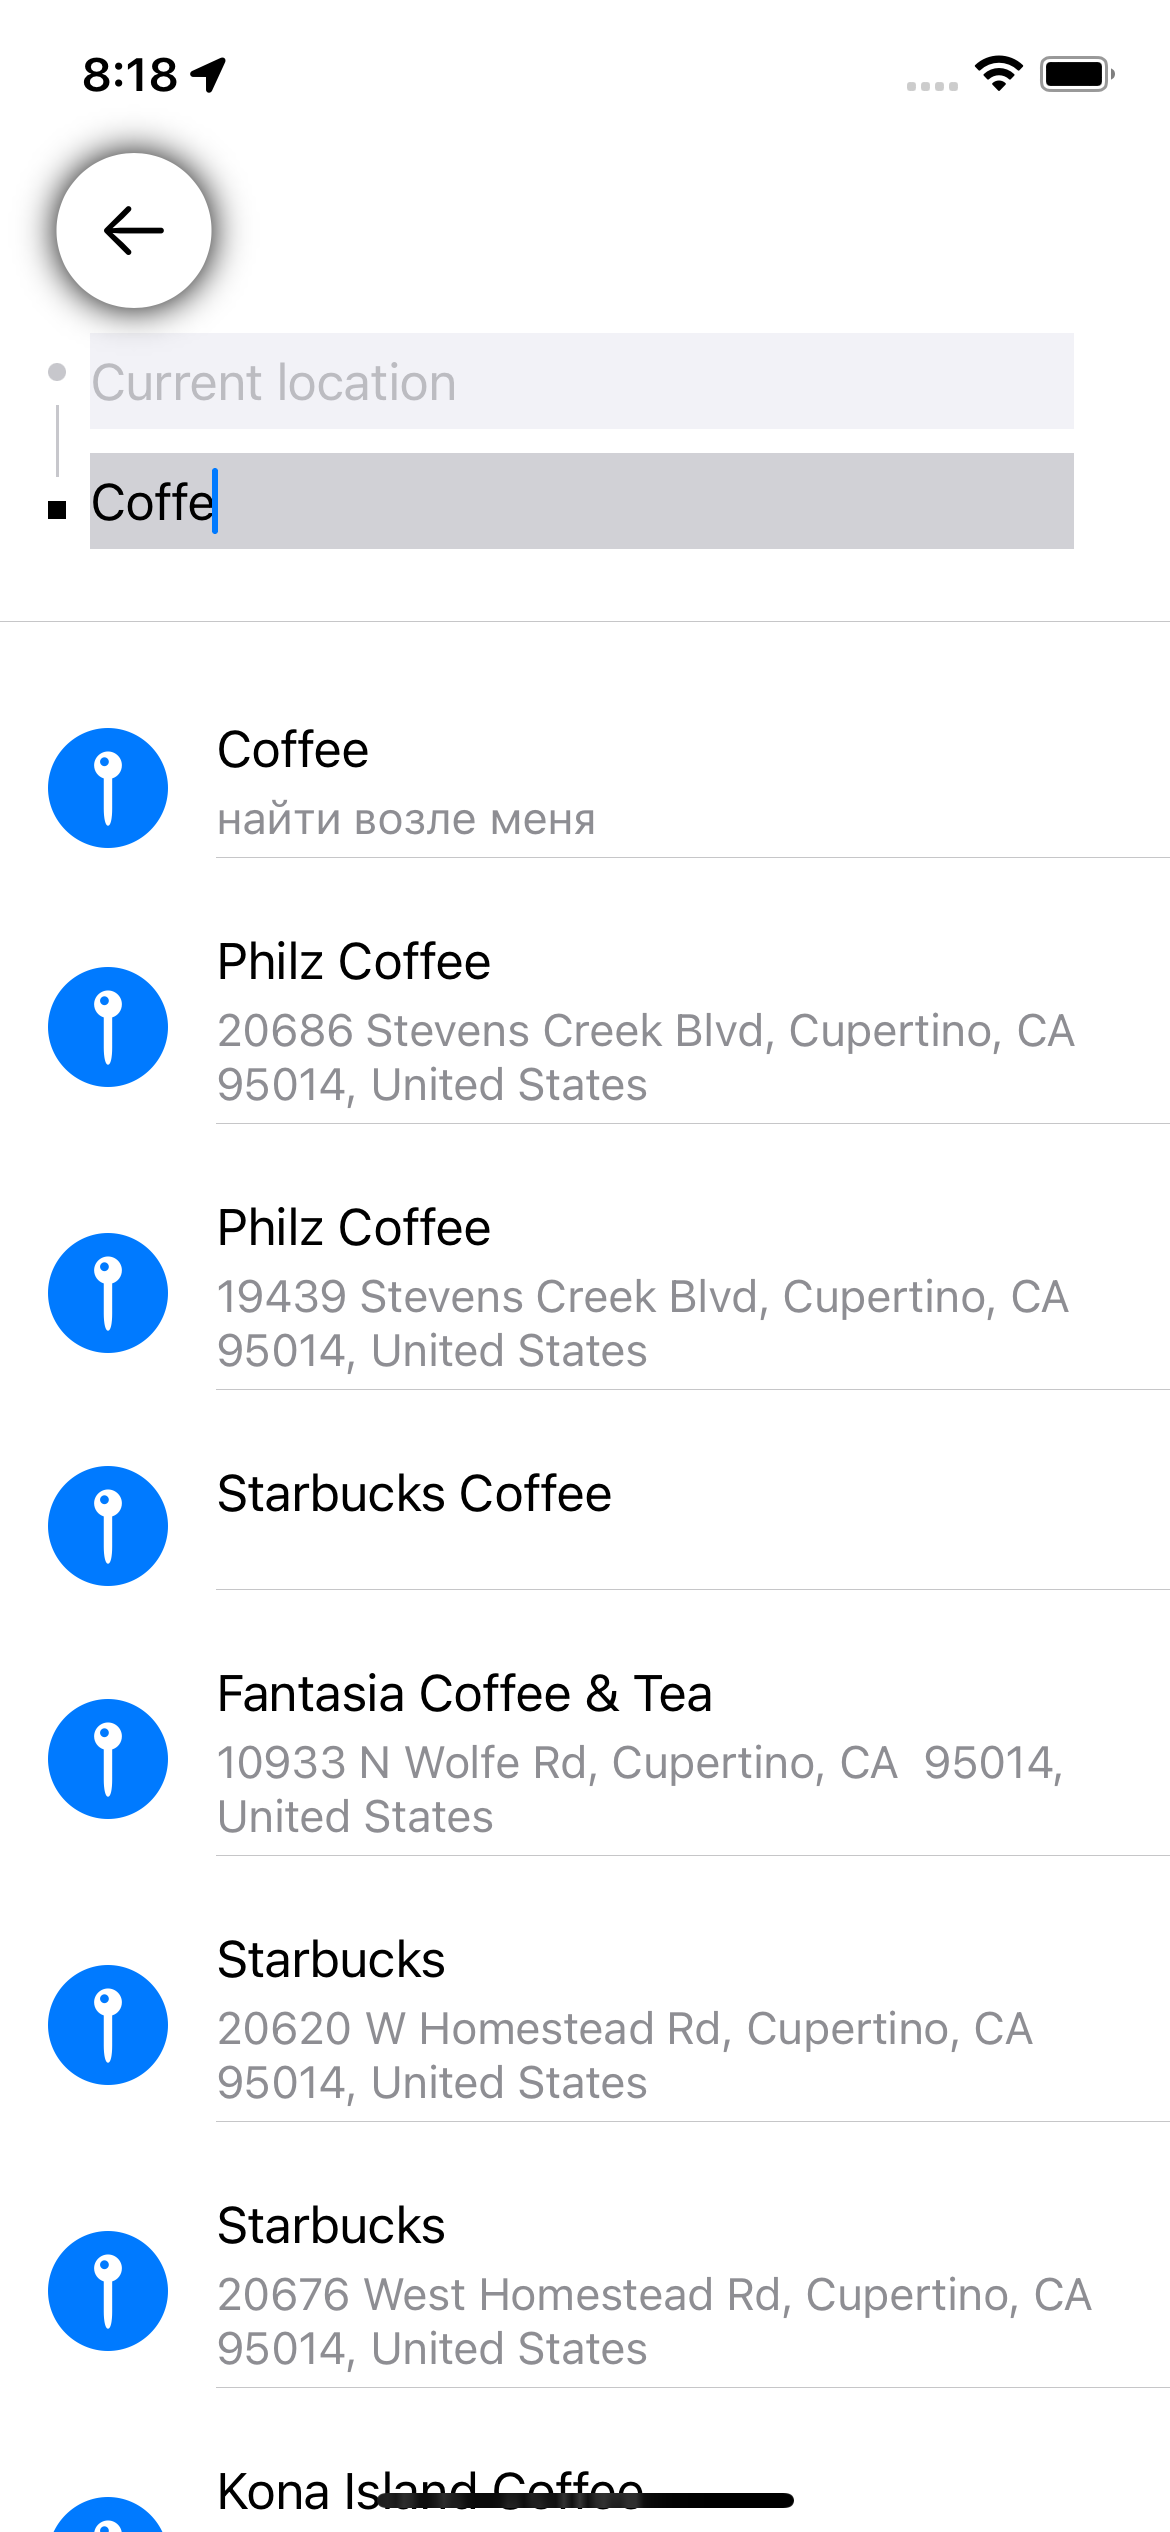 8:18
Current location
Coffe
Coffee
найти возле меня
Philz Coffee
20686 Stevens Creek Blvd, Cupertino, CA
95014, United States
Philz Coffee
19439 Stevens Creek Blvd, Cupertino, CA
95014, United States
Starbucks Coffee
Fantasia Coffee & Tea
10933 N Wolfe Rd, Cupertino, CA  95014,
United States
Starbucks
20620 W Homestead Rd, Cupertino, CA
95014, United States
Starbucks
20676 West Homestead Rd, Cupertino, CA
95014, United States
Kona Island Coffee